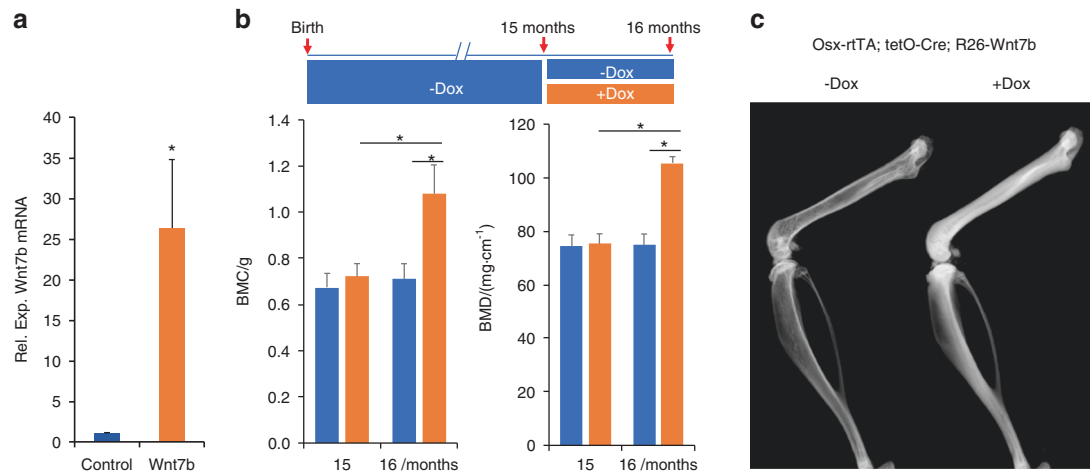 a
Rel. Exp. Wnt7b mRNA
40
35
30
25
20
15
10
5
0
*
Control Wnt7b
b
Birth 15 months 16 months
-Dox
-Dox
+Dox
BMC/g
1.4
1.2
1.0
0.8
0.6
0.4
0.2
0.0
*
*
15 16 /months
BMD/(mg·cm⁻¹)
120
100
80
60
40
20
0
*
*
15 16 /months
c
Osx-rtTA; tetO-Cre; R26-Wnt7b
-Dox +Dox